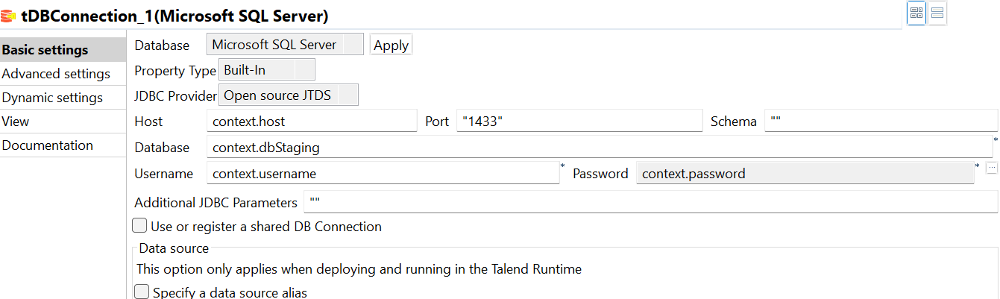 tDBConnection_1(Microsoft SQL Server)
Basic settings
Advanced settings
Dynamic settings
View
Documentation
Database Microsoft SQL Server Apply
Property Type Built-In
JDBC Provider Open source JTDS
Host context.host Port "1433" Schema ""
Database context.dbStaging *
Username context.username * Password context.password * ...
Additional JDBC Parameters ""
Use or register a shared DB Connection
Data source
This option only applies when deploying and running in the Talend Runtime
Specify a data source alias